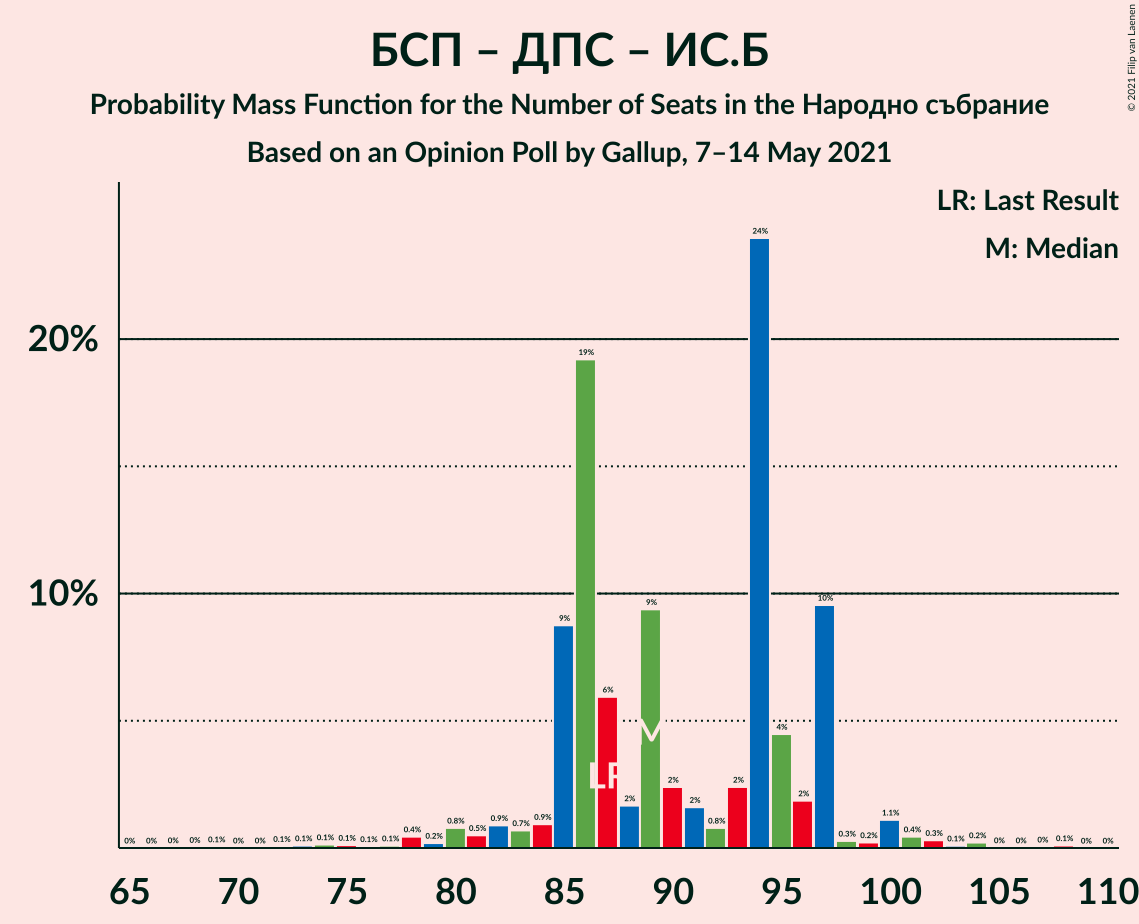 БСП – ДПС – ИС.Б
Probability Mass Function for the Number of Seats in the Народно събрание
Based on an Opinion Poll by Gallup, 7–14 May 2021
© 2021 Filip van Laenen
LR: Last Result
M: Median
20%
10%
0% 0% 0% 0% 0.1% 0% 0% 0.1% 0.1% 0.1% 0.1% 0.1% 0.1% 0.4% 0.2% 0.8% 0.5% 0.9% 0.7% 0.9% 9% 19% 6% 2% 9% 2% 2% 0.8% 2% 24% 4% 2% 10% 0.3% 0.2% 1.1% 0.4% 0.3% 0.1% 0.2% 0% 0% 0% 0.1% 0% 0%
M
LR
65 70 75 80 85 90 95 100 105 110